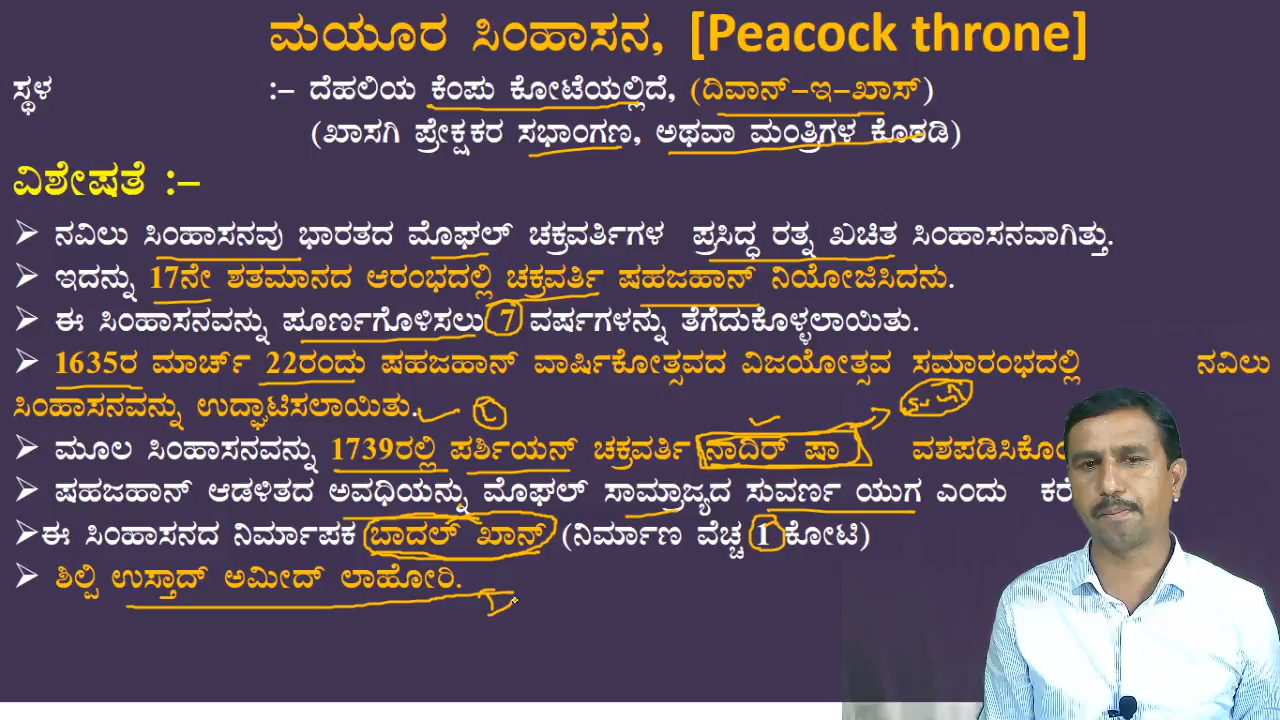 ಮಯೂರ ಸಿಂಹಾಸನ, [Peacock throne]
ಸ್ಥಳ :- ದೆಹಲಿಯ ಕೆಂಪು ಕೋಟೆಯಲ್ಲಿದೆ, (ದಿವಾನ್-ಇ-ಖಾಸ್)
(ಖಾಸಗಿ ಪ್ರೇಕ್ಷಕರ ಸಭಾಂಗಣ, ಅಥವಾ ಮಂತ್ರಿಗಳ ಕೊಠಡಿ)
ವಿಶೇಷತೆ :-
➢ ನವಿಲು ಸಿಂಹಾಸನವು ಭಾರತದ ಮೊಘಲ್ ಚಕ್ರವರ್ತಿಗಳ ಪ್ರಸಿದ್ಧ ರತ್ನ ಖಚಿತ ಸಿಂಹಾಸನವಾಗಿತ್ತು.
➢ ಇದನ್ನು 17ನೇ ಶತಮಾನದ ಆರಂಭದಲ್ಲಿ ಚಕ್ರವರ್ತಿ ಷಹಜಹಾನ್ ನಿಯೋಜಿಸಿದನು.
➢ ಈ ಸಿಂಹಾಸನವನ್ನು ಪೂರ್ಣಗೊಳಿಸಲು 7 ವರ್ಷಗಳನ್ನು ತೆಗೆದುಕೊಳ್ಳಲಾಯಿತು.
➢ 1635ರ ಮಾರ್ಚ್ 22ರಂದು ಷಹಜಹಾನ್ ವಾರ್ಷಿಕೋತ್ಸವದ ವಿಜಯೋತ್ಸವ ಸಮಾರಂಭದಲ್ಲಿ ನವಿಲು
ಸಿಂಹಾಸನವನ್ನು ಉದ್ಘಾಟಿಸಲಾಯಿತು.
➢ ಮೂಲ ಸಿಂಹಾಸನವನ್ನು 1739ರಲ್ಲಿ ಪರ್ಶಿಯನ್ ಚಕ್ರವರ್ತಿ ನಾದಿರ್ ಷಾ
➢ ಷಹಜಹಾನ್ ಆಡಳಿತದ ಅವಧಿಯನ್ನು ಮೊಘಲ್ ಸಾಮ್ರಾಜ್ಯದ ಸುವರ್ಣ ಯುಗ ಎಂದು
➢ಈ ಸಿಂಹಾಸನದ ನಿರ್ಮಾಪಕ ಬಾದಲ್ ಖಾನ್ (ನಿರ್ಮಾಣ ವೆಚ್ಚ 1 ಕೋಟಿ)
➢ ಶಿಲ್ಪಿ ಉಸ್ತಾದ್ ಅಮೀದ್ ಲಾಹೋರಿ.